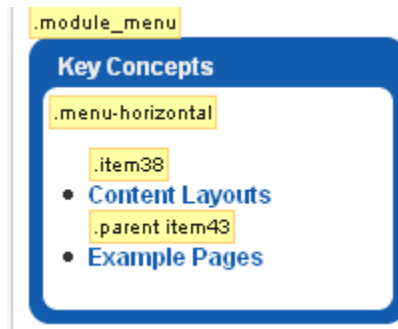 .module_menu
Key Concepts
.menu-horizontal
.item38
Content Layouts
.parent item43
Example Pages